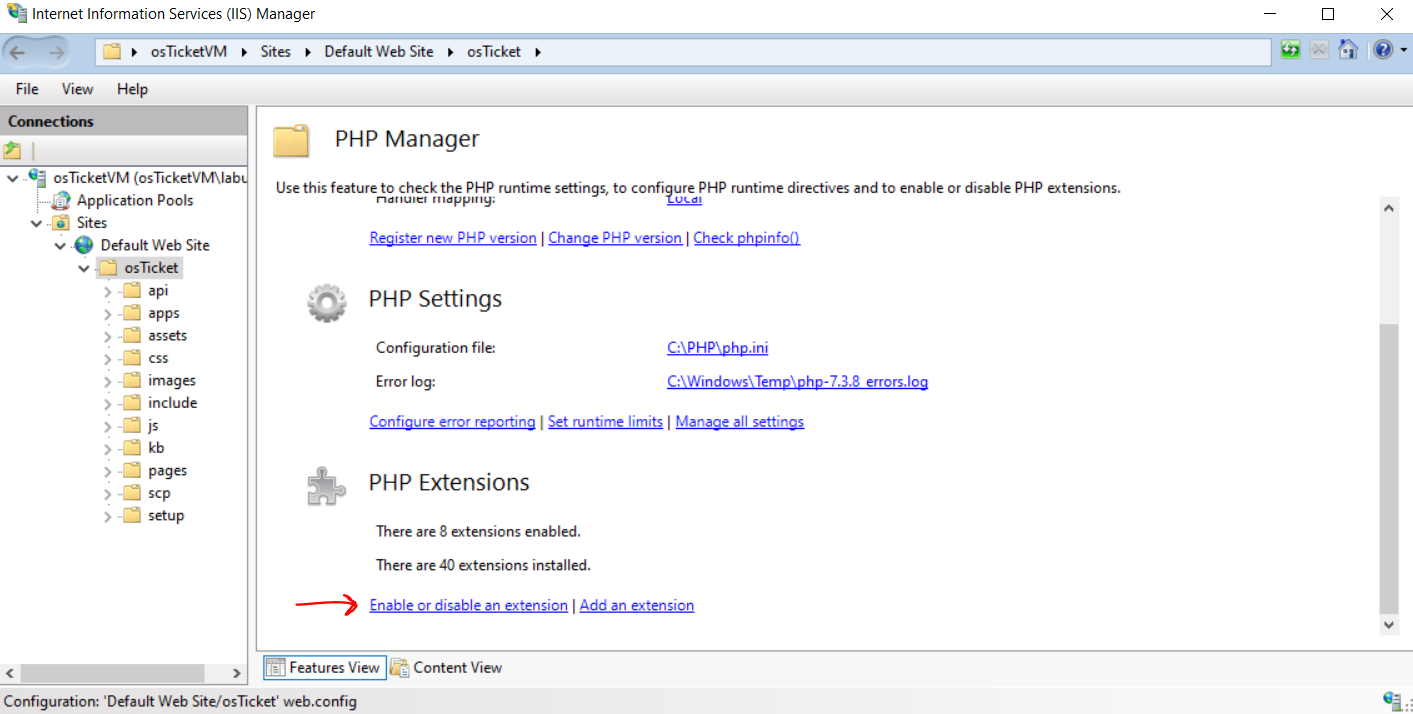 Internet Information Services (IIS) Manager
osTicketVM Sites Default Web Site osTicket
File View Help
Connections
osTicketVM (osTicketVM\labu
Application Pools
Sites
Default Web Site
osTicket
api
apps
assets
css
images
include
js
kb
pages
scp
setup
PHP Manager
Use this feature to check the PHP runtime settings, to configure PHP runtime directives and to enable or disable PHP extensions.
Handler mapping: Local
Register new PHP version | Change PHP version | Check phpinfo()
PHP Settings
Configuration file: C:\PHP\php.ini
Error log: C:\Windows\Temp\php-7.3.8_errors.log
Configure error reporting | Set runtime limits | Manage all settings
PHP Extensions
There are 8 extensions enabled.
There are 40 extensions installed.
Enable or disable an extension | Add an extension
Features View Content View
Configuration: 'Default Web Site/osTicket' web.config